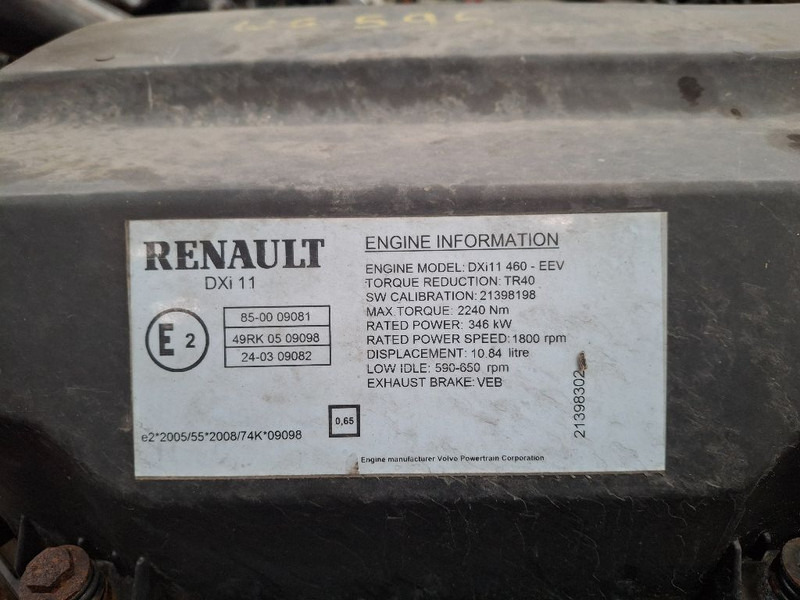 RENAULT
DXi 11
E 2
85-00 09081
49RK 05 09098
24-03 09082
e2*2005/55*2008/74K*09098
0,65
ENGINE INFORMATION
ENGINE MODEL: DXi11 460 - EEV
TORQUE REDUCTION: TR40
SW CALIBRATION: 21398198
MAX TORQUE: 2240 Nm
RATED POWER: 346 kW
RATED POWER SPEED: 1800 rpm
DISPLACEMENT: 10.84 litre
LOW IDLE: 590-650 rpm
EXHAUST BRAKE: VEB
21398302
Engine manufacturer Volvo Powertrain Corporation